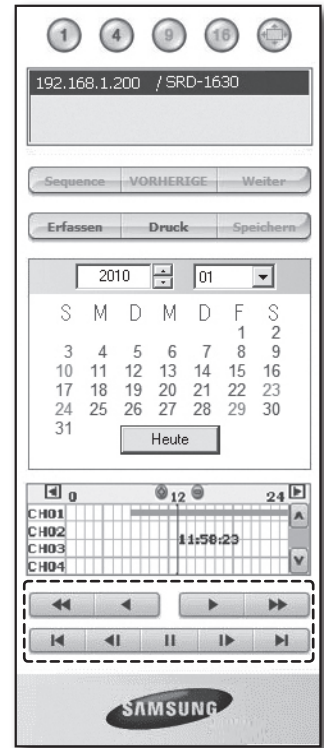 1 4 9 16
192.168.1.200 / SRD-1630
Sequence VORHERIGE Weiter
Erfassen Druck Speichern
2010 01
S M D M D F S
1 2
3 4 5 6 7 8 9
10 11 12 13 14 15 16
17 18 19 20 21 22 23
24 25 26 27 28 29 30
31 Heute
0 12 24
CH01
CH02 11:58:23
CH03
CH04
SAMSUNG